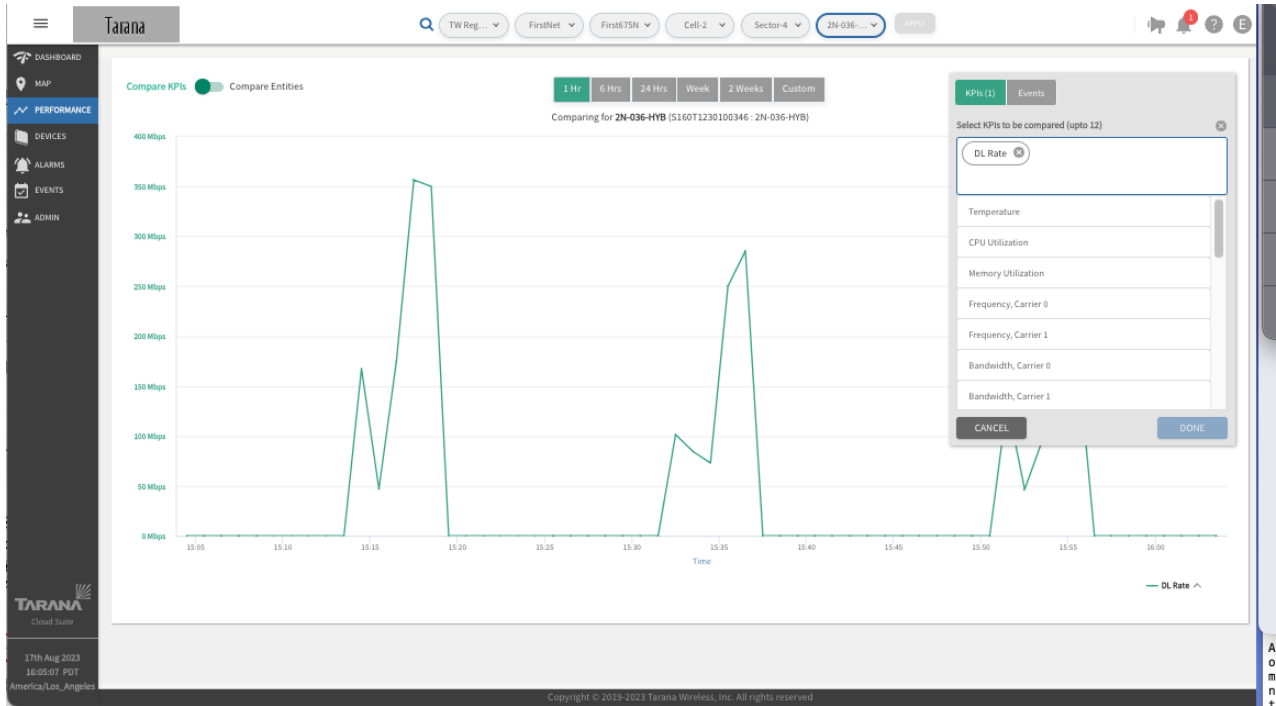 Tarana
TW Reg...
FirstNet
First675N
Cell-2
Sector-4
2N-036-...
APPLY
1
?
E
DASHBOARD
MAP
PERFORMANCE
DEVICES
ALARMS
EVENTS
ADMIN
Compare KPIs
Compare Entities
1 Hr
6 Hrs
24 Hrs
Week
2 Weeks
Custom
Comparing for 2N-036-HYB (S160T1230100346 : 2N-036-HYB)
KPIs (1)
Events
Select KPIs to be compared (upto 12)
DL Rate
Temperature
CPU Utilization
Memory Utilization
Frequency, Carrier 0
Frequency, Carrier 1
Bandwidth, Carrier 0
Bandwidth, Carrier 1
CANCEL
DONE
400 Mbps
350 Mbps
300 Mbps
250 Mbps
200 Mbps
150 Mbps
100 Mbps
50 Mbps
0 Mbps
15:05
15:10
15:15
15:20
15:25
15:30
15:35
15:40
15:45
15:50
15:55
16:00
Time
DL Rate
TARANA
Cloud Suite
17th Aug 2023
16:05:07 PDT
America/Los_Angeles
Copyright © 2019-2023 Tarana Wireless, Inc. All rights reserved
A
o
m
n
t